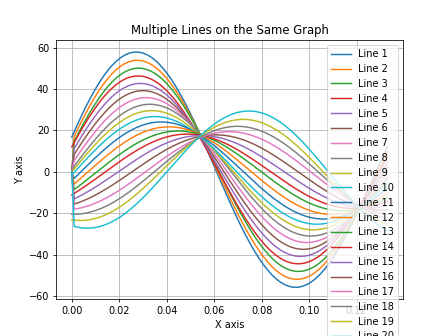 Multiple Lines on the Same Graph
60
40
20
0
−20
−40
−60
Y axis
0.00
0.02
0.04
0.06
0.08
0.10
X axis
Line 1
Line 2
Line 3
Line 4
Line 5
Line 6
Line 7
Line 8
Line 9
Line 10
Line 11
Line 12
Line 13
Line 14
Line 15
Line 16
Line 17
Line 18
Line 19
Line 20